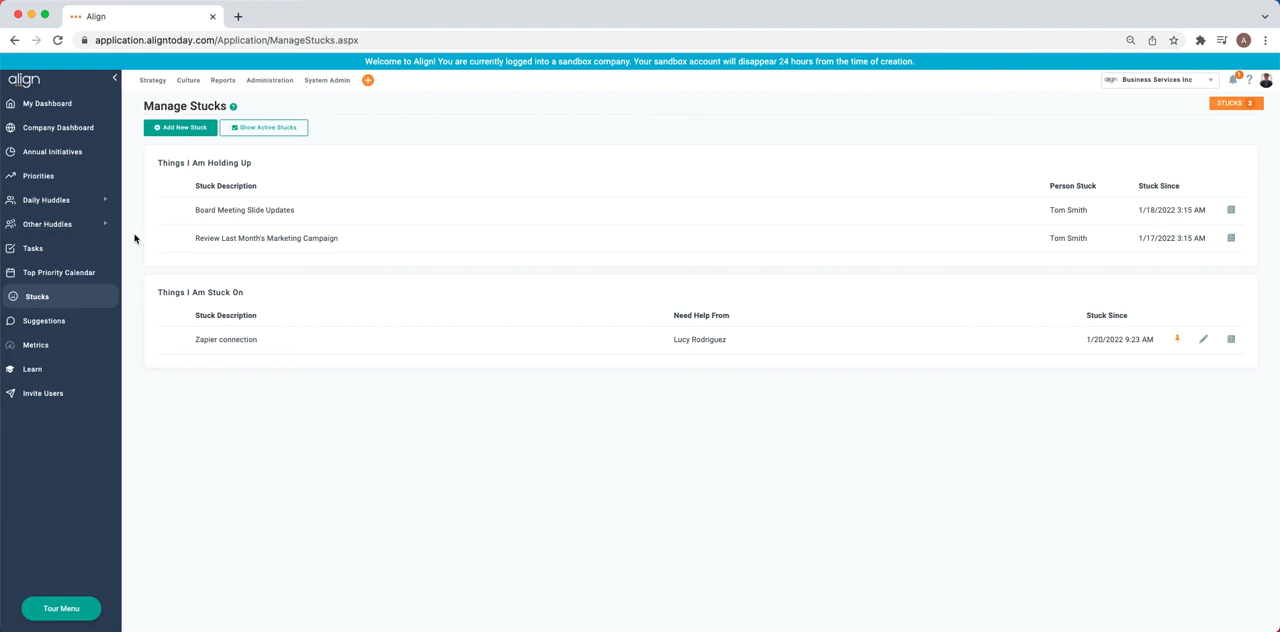 Align
application.aligntoday.com/Application/ManageStucks.aspx
A
Welcome to Align! You are currently logged into a sandbox company. Your sandbox account will disappear 24 hours from the time of creation.
align
Strategy Culture Reports Administration System Admin
align Business Services Inc
1
?
My Dashboard
Company Dashboard
Annual Initiatives
Priorities
Daily Huddles
Other Huddles
Tasks
Top Priority Calendar
Stucks
Suggestions
Metrics
Learn
Invite Users
Tour Menu
Manage Stucks ?
STUCKS 2
Add New Stuck Show Active Stucks
Things I Am Holding Up
Stuck Description Person Stuck Stuck Since
Board Meeting Slide Updates Tom Smith 1/18/2022 3:15 AM
Review Last Month's Marketing Campaign Tom Smith 1/17/2022 3:15 AM
Things I Am Stuck On
Stuck Description Need Help From Stuck Since
Zapier connection Lucy Rodriguez 1/20/2022 9:23 AM